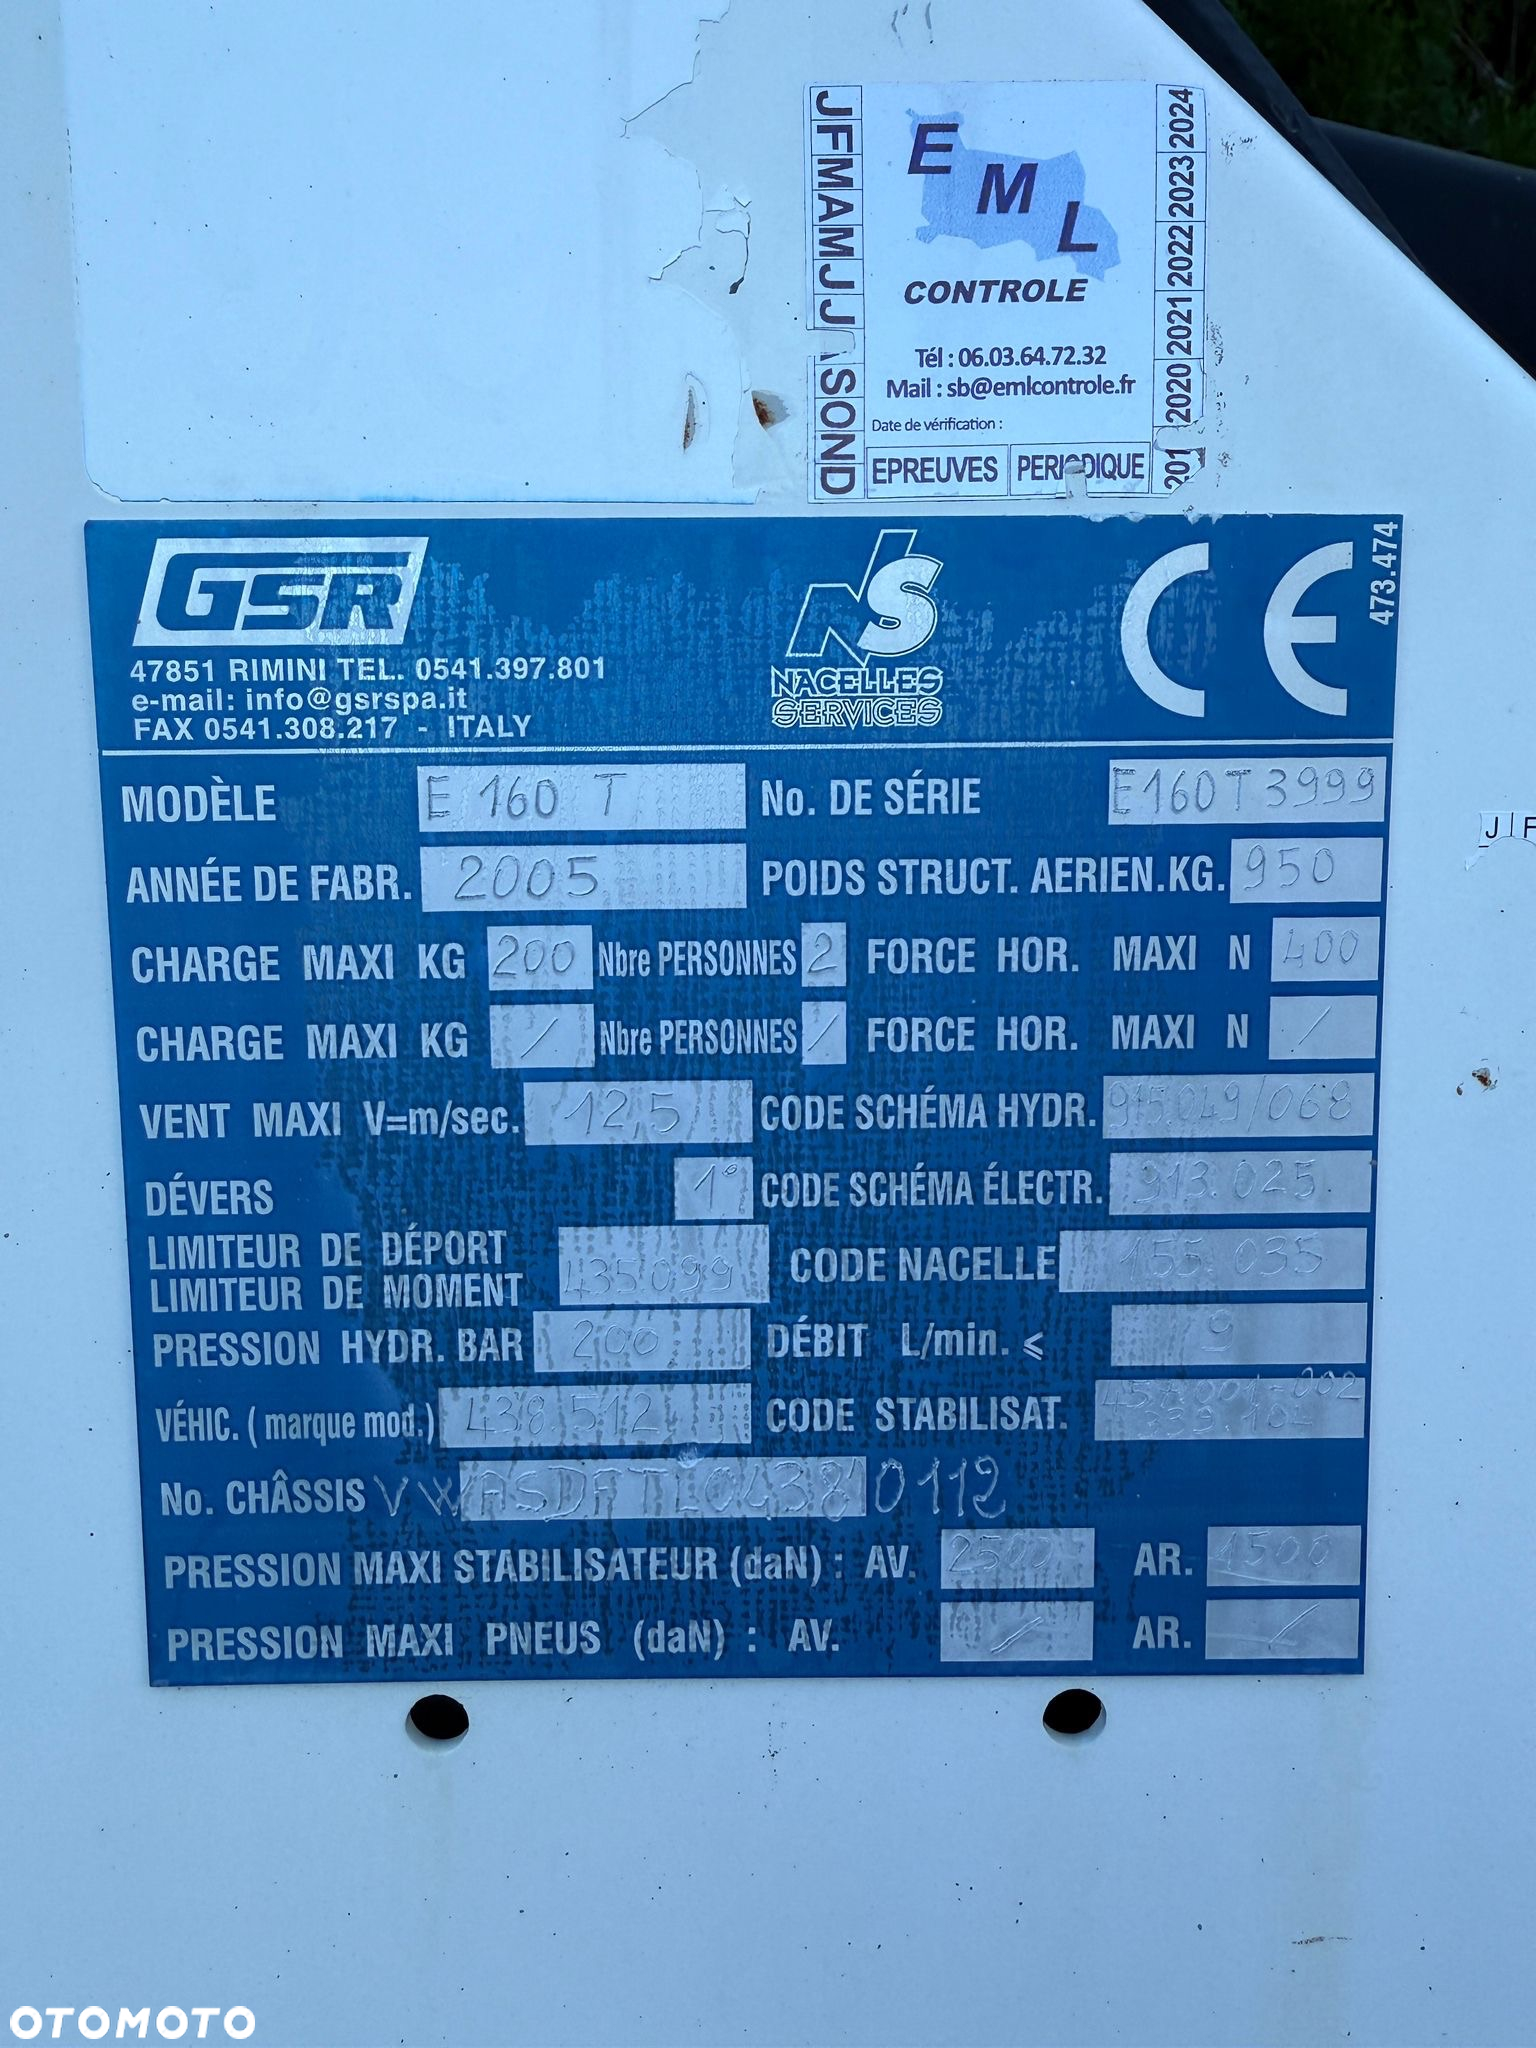 JFMAMJJASOND
2024
2023
2022
2021
2020
201
EML
CONTROLE
Tél : 06.03.64.72.32
Mail : sb@emlcontrole.fr
Date de vérification :
EPREUVES PERIODIQUE
GSR
47851 RIMINI TEL. 0541.397.801
e-mail: info@gsrspa.it
FAX 0541.308.217 - ITALY
NS
NACELLES
SERVICES
CE
473.474
MODÈLE E 160 T No. DE SÉRIE E160T3999
ANNÉE DE FABR. 2005 POIDS STRUCT. AERIEN.KG. 950
CHARGE MAXI KG 200 Nbre PERSONNES 2 FORCE HOR. MAXI N 400
CHARGE MAXI KG / Nbre PERSONNES / FORCE HOR. MAXI N /
VENT MAXI V=m/sec. 12,5 CODE SCHÉMA HYDR. 915.049/068
DÉVERS 1° CODE SCHÉMA ÉLECTR. 913.025
LIMITEUR DE DÉPORT
LIMITEUR DE MOMENT 435099 CODE NACELLE 155.035
PRESSION HYDR. BAR 200 DÉBIT L/min. ⩽ 9
VÉHIC. ( marque mod.) 438.512 CODE STABILISAT. 457.001-002
No. CHÂSSIS VWASDFTL043810112
PRESSION MAXI STABILISATEUR (daN) : AV. 2500 AR. 1500
PRESSION MAXI PNEUS (daN) : AV. / AR. /
J F
OTOMOTO